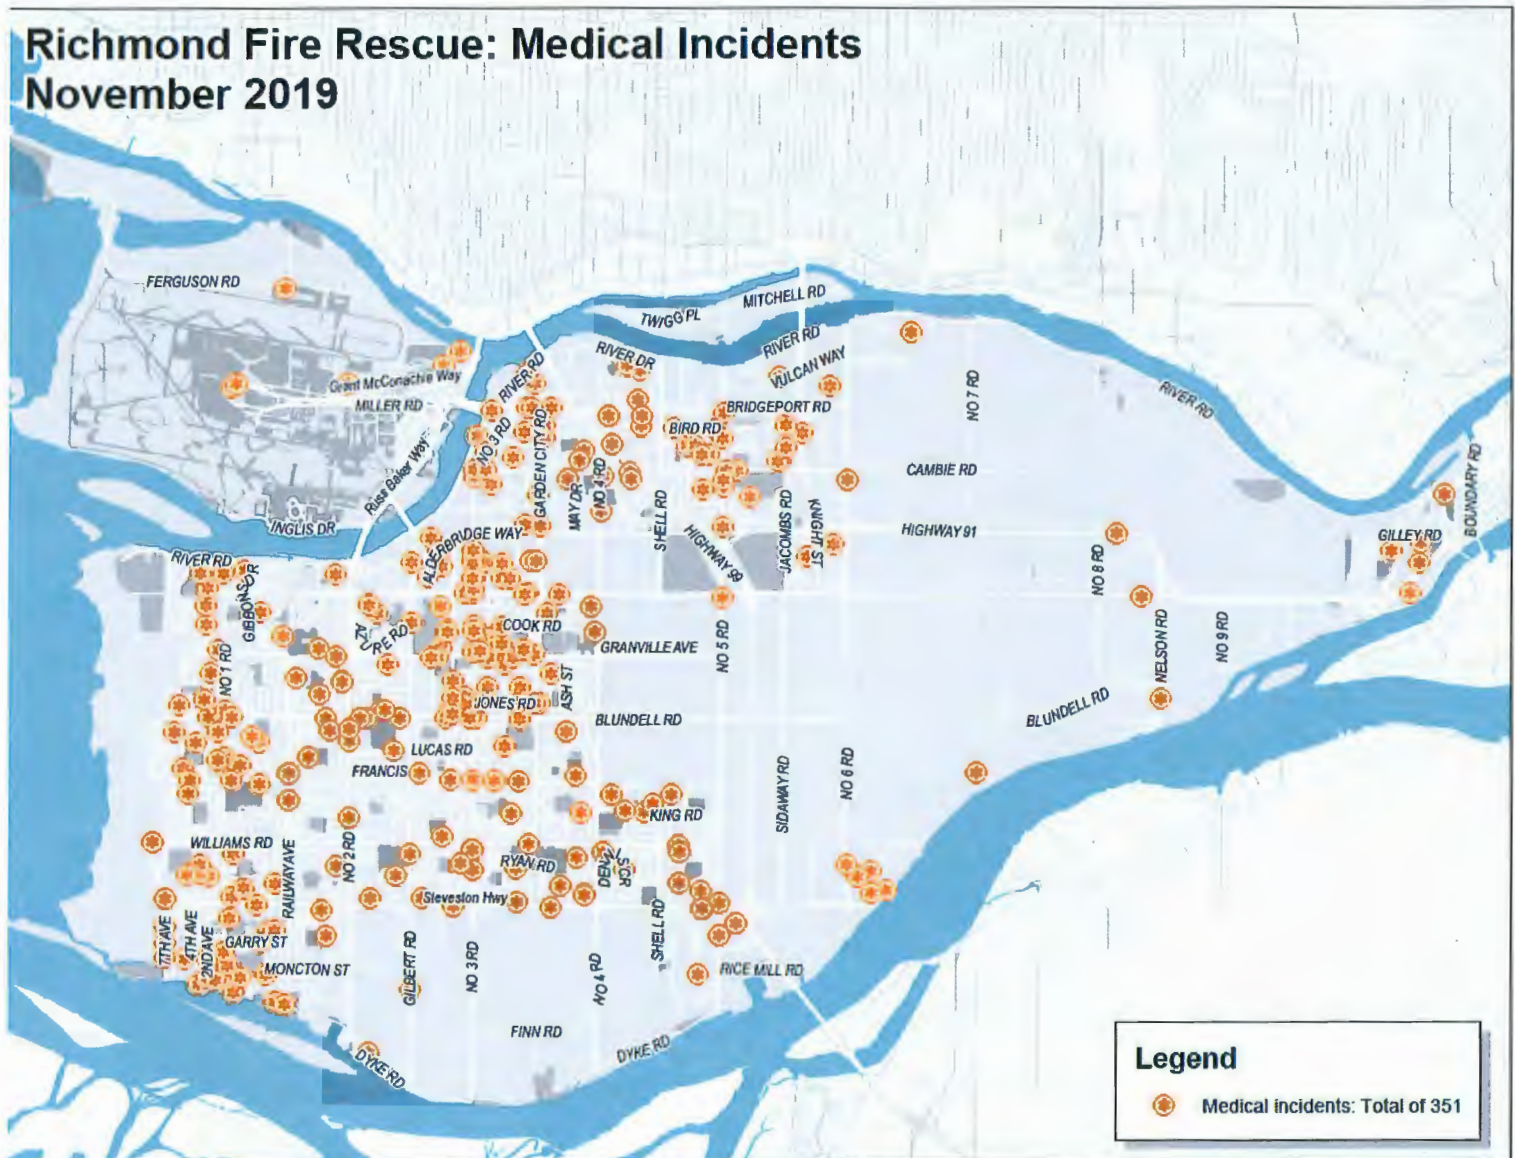 Richmond Fire Rescue: Medical Incidents
November 2019
FERGUSON RD
MITCHELL RD
TWIGG PL
RIVER RD
RIVER DR
VULCAN WAY
RIVER RD
Grant McConachie Way
MILLER RD
RIVER RD
NO 7 RD
BRIDGEPORT RD
BIRD RD
NO 3 RD
GARDEN CITY RD
Russ Baker Way
CAMBIE RD
BOUNDARY RD
MAY DR
NO 4 RD
SHELL RD
JACOMBS RD
KNIGHT ST
INGLIS DR
ALDERBRIDGE WAY
HIGHWAY 91
GILLEY RD
HIGHWAY 99
RIVER RD
GIBBONS DR
NO 8 RD
AZURE RD
COOK RD
GRANVILLE AVE
NO 5 RD
NELSON RD
NO 9 RD
NO 1 RD
ASH ST
JONES RD
BLUNDELL RD
BLUNDELL RD
LUCAS RD
FRANCIS
SIDAWAY RD
NO 6 RD
KING RD
WILLIAMS RD
RAILWAY AVE
NO 2 RD
RYAN RD
Steveston Hwy
SHELL RD
7TH AVE
4TH AVE
2ND AVE
GARRY ST
MONCTON ST
GILBERT RD
NO 3 RD
NO 4 RD
RICE MILL RD
FINN RD
DYKE RD
DYKE RD
Legend
Medical incidents: Total of 351